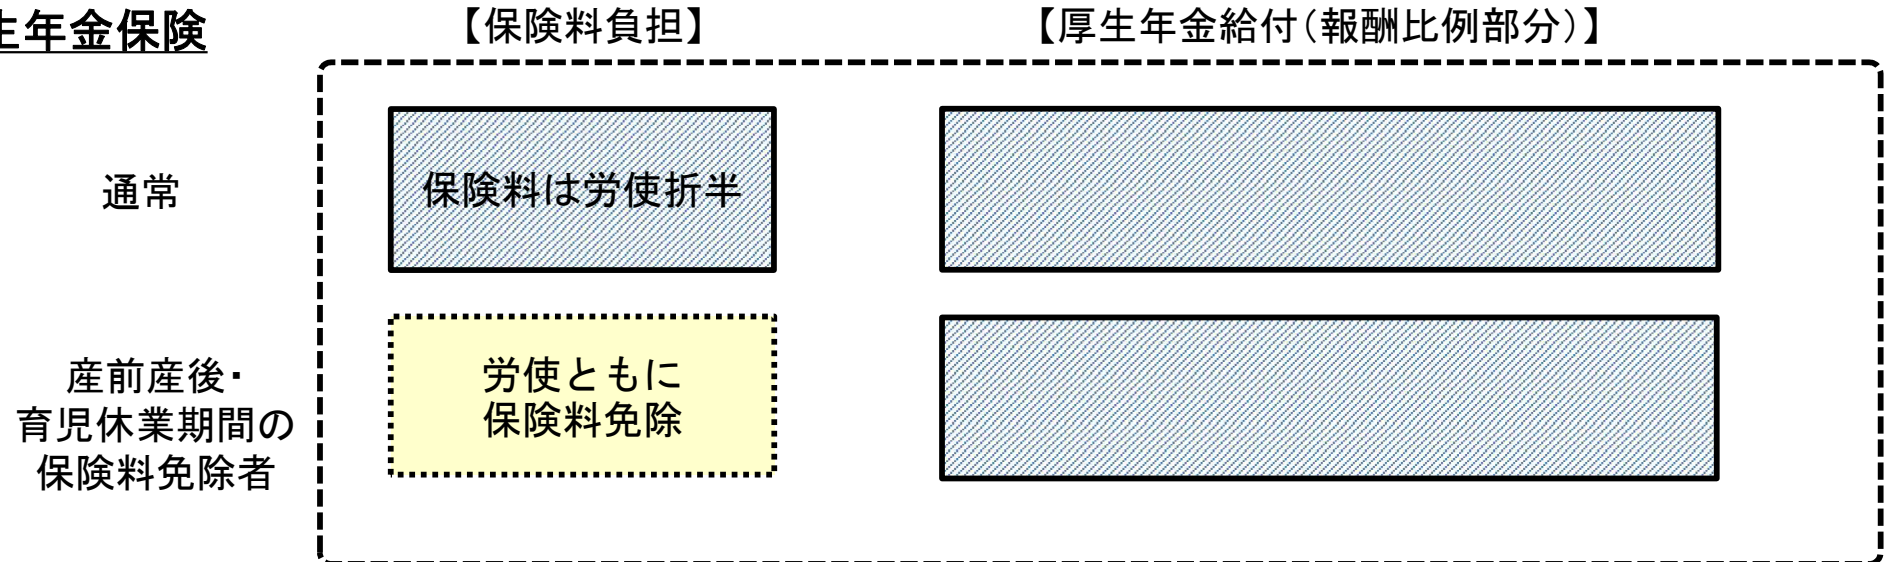 生年金保険
【保険料負担】
【厚生年金給付（報酬比例部分）】
通常
保険料は労使折半
産前産後・
育児休業期間の
保険料免除者
労使ともに
保険料免除